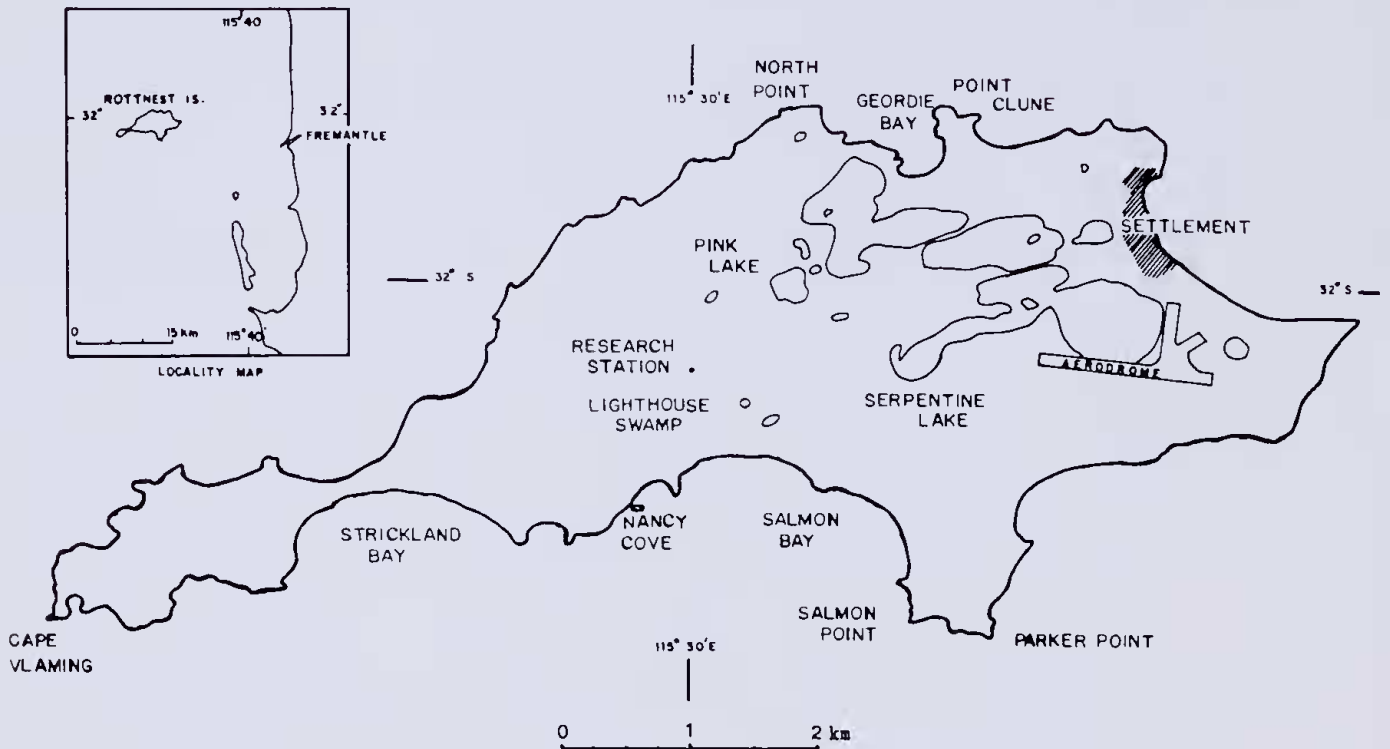 115°40
ROTTNEST IS.
32°
32°
FREMANTLE
0 15 km
115°40'
LOCALITY MAP
115° 30'E
NORTH
POINT
GEORDIE
BAY
POINT
CLUNE
SETTLEMENT
PINK
LAKE
32° S
32° S
RESEARCH
STATION
AERODROME
LIGHTHOUSE
SWAMP
SERPENTINE
LAKE
STRICKLAND
BAY
NANCY
COVE
SALMON
BAY
SALMON
POINT
PARKER POINT
CAPE
VLAMING
115° 30'E
0 1 2 km